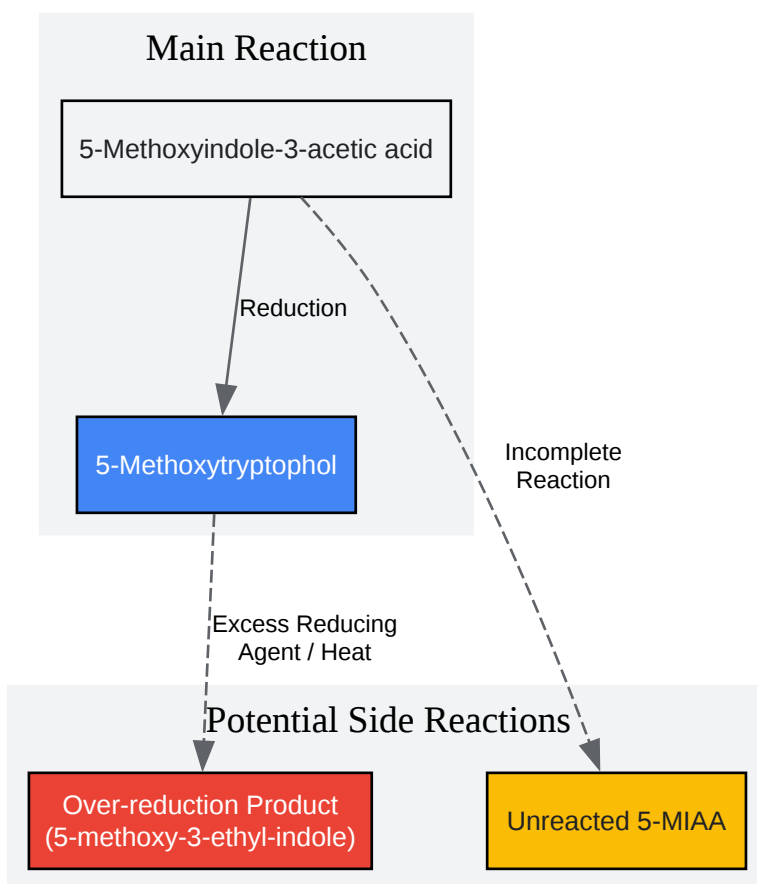 Main Reaction
5-Methoxyindole-3-acetic acid
Reduction
5-Methoxytryptophol
Incomplete
Reaction
Excess Reducing
Agent / Heat
Potential Side Reactions
Over-reduction Product
(5-methoxy-3-ethyl-indole)
Unreacted 5-MIAA